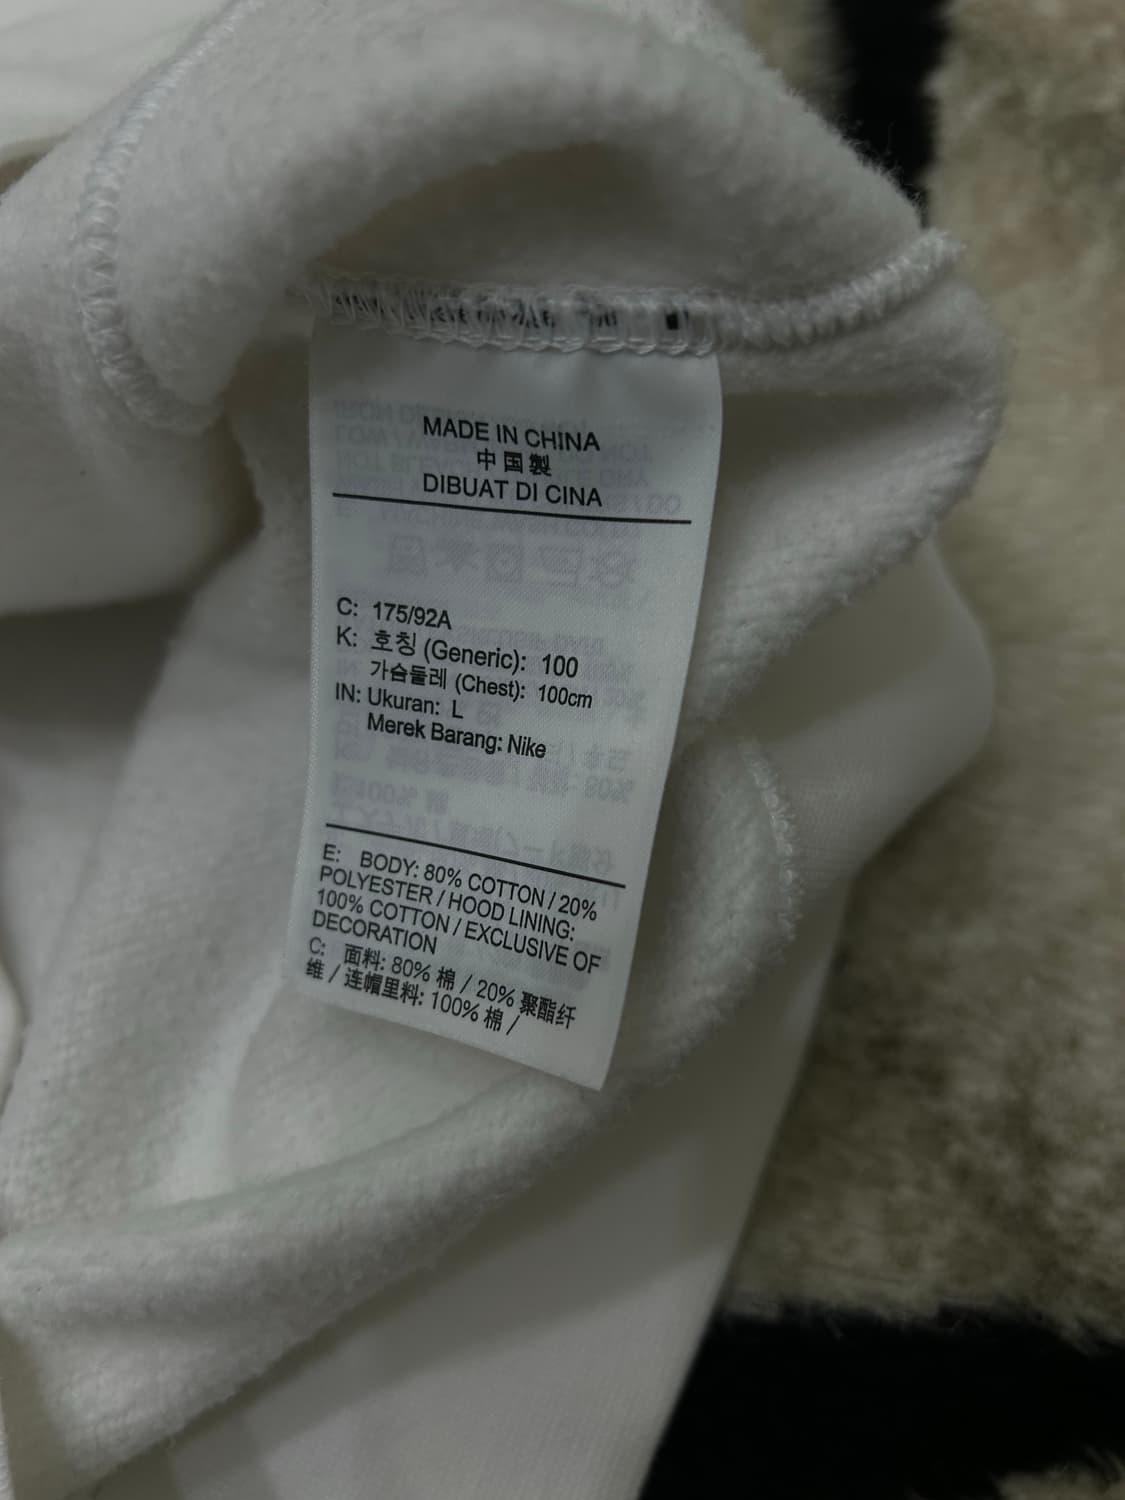 MADE IN CHINA
中国製
DIBUAT DI CINA
C: 175/92A
K: 호칭 (Generic): 100
가슴둘레 (Chest): 100cm
IN: Ukuran: L
Merek Barang: Nike
E: BODY: 80% COTTON / 20%
POLYESTER / HOOD LINING:
100% COTTON / EXCLUSIVE OF
DECORATION
C: 面料: 80% 棉 / 20% 聚酯纤
维 / 连帽里料: 100% 棉 /